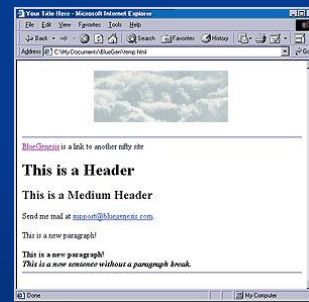 Your Title Here - Microsoft Internet Explorer
File Edit View Favorites Tools Help
Back Search Favorites History
Address C:\My Documents\BlueGen\temp.html Go
BlueGenesis is a link to another nifty site
This is a Header
This is a Medium Header
Send me mail at support@bluegenesis.com.
This is a new paragraph!
This is a new paragraph!
This is a new sentence without a paragraph break.
Done My Computer